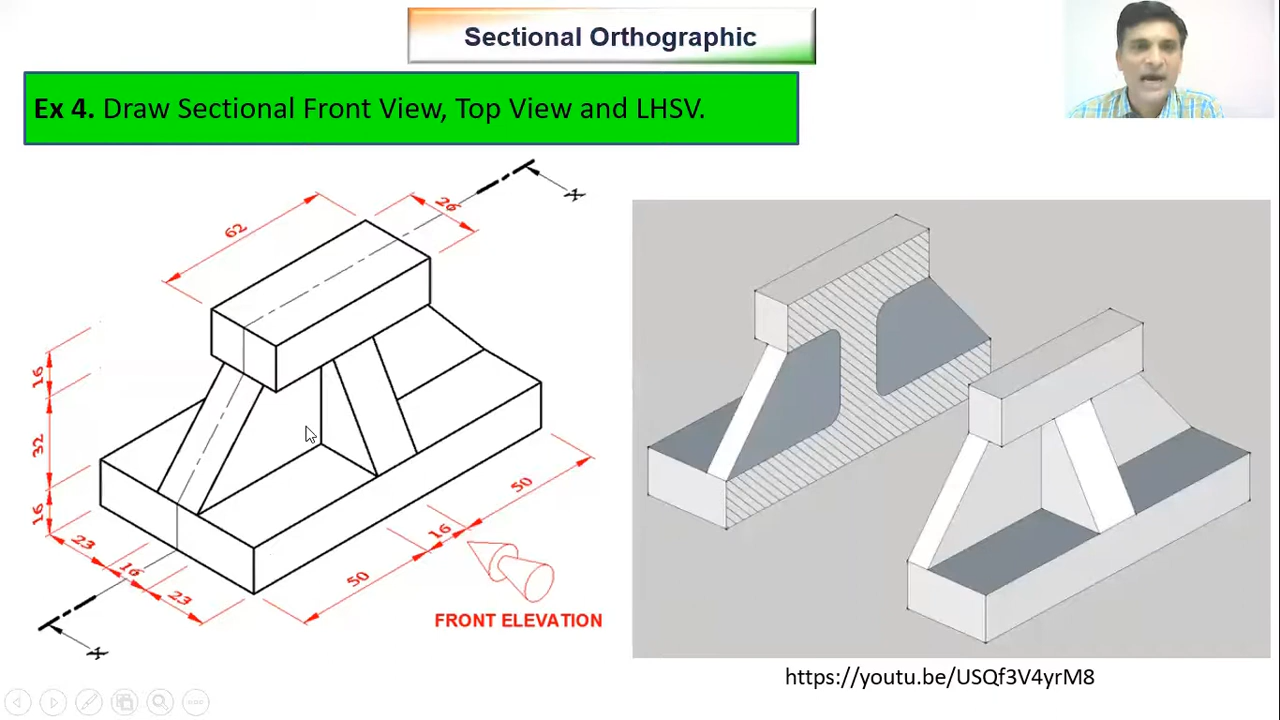 Sectional Orthographic
Ex 4. Draw Sectional Front View, Top View and LHSV.
62
26
X
16
32
16
23
16
23
X
50
16
50
FRONT ELEVATION
https://youtu.be/USQf3V4yrM8